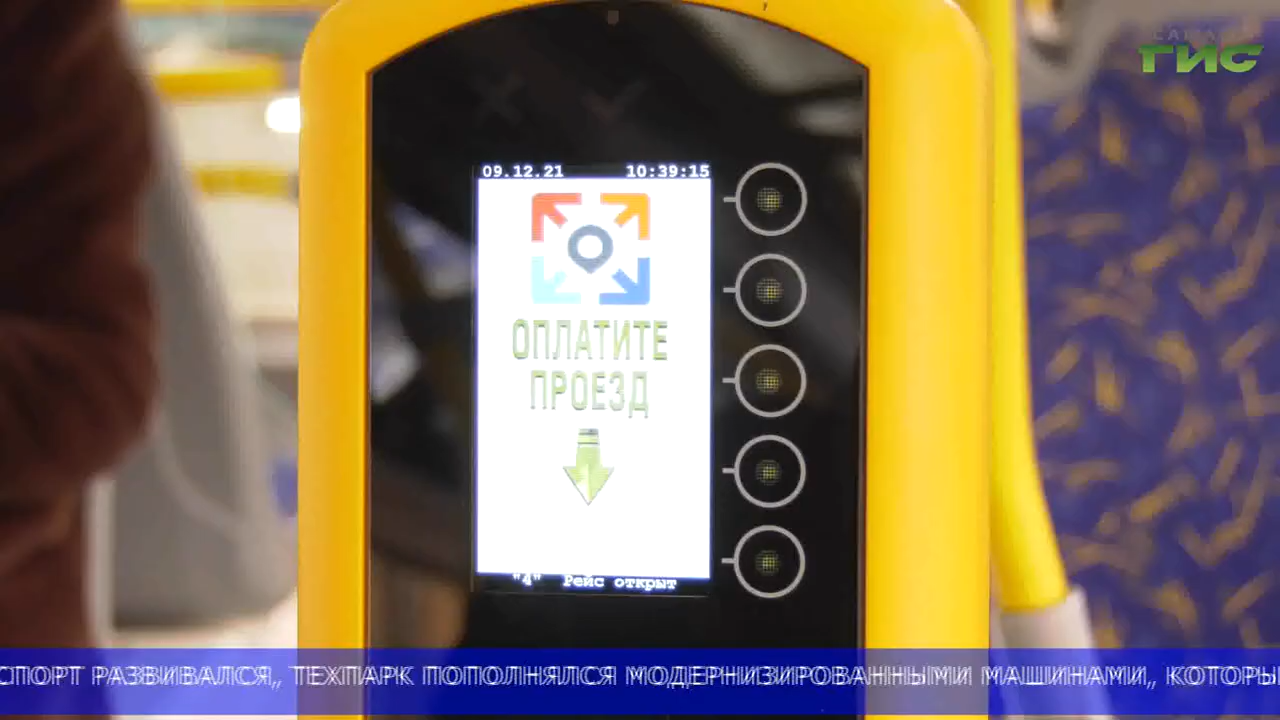 САМАРА
ГИС
09.12.21 10:39:15
ОПЛАТИТЕ
ПРОЕЗД
"4" Рейс открыт
СПОРТ РАЗВИВАЛСЯ, ТЕХПАРК ПОПОЛНЯЛСЯ МОДЕРНИЗИРОВАННЫМИ МАШИНАМИ, КОТОРЫ